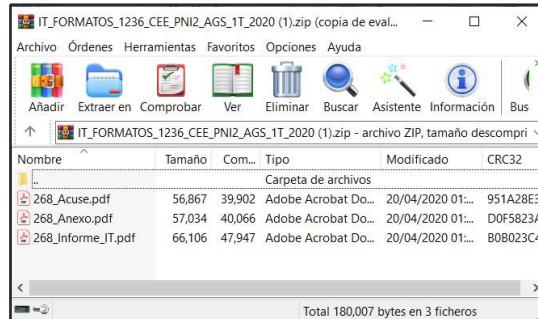 IT_FORMATOS_1236_CEE_PNI2_AGS_1T_2020 (1).zip (copia de eval...
Archivo Órdenes Herramientas Favoritos Opciones Ayuda
Añadir Extraer en Comprobar Ver Eliminar Buscar Asistente Información Bus
IT_FORMATOS_1236_CEE_PNI2_AGS_1T_2020 (1).zip - archivo ZIP, tamaño descompri
Nombre Tamaño Com... Tipo Modificado CRC32
.. Carpeta de archivos
268_Acuse.pdf 56,867 39,902 Adobe Acrobat Do... 20/04/2020 01:... 951A28E3
268_Anexo.pdf 57,034 40,066 Adobe Acrobat Do... 20/04/2020 01:... D0F5823A
268_Informe_IT.pdf 66,106 47,947 Adobe Acrobat Do... 20/04/2020 01:... B0B023C4
Total 180,007 bytes en 3 ficheros